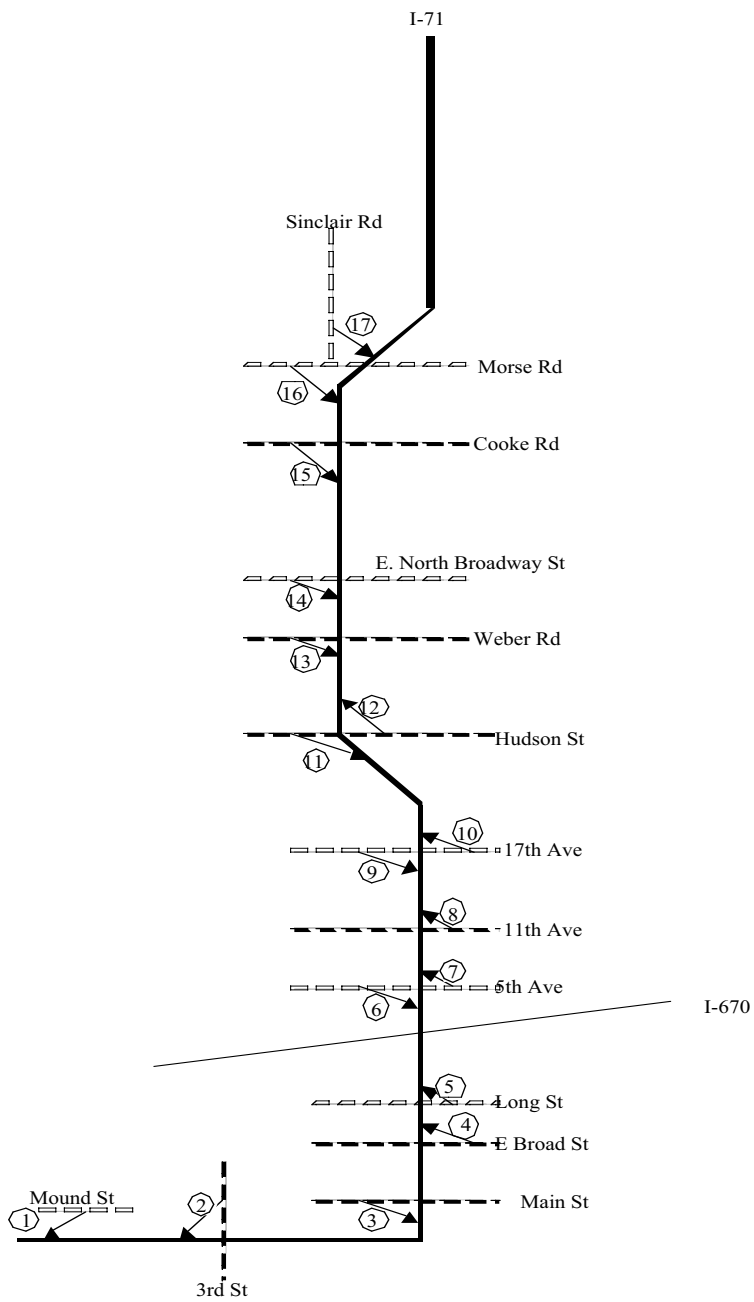 I-71
Sinclair Rd
17
Morse Rd
16
Cooke Rd
15
E. North Broadway St
14
Weber Rd
13
12
Hudson St
11
10
17th Ave
9
8
11th Ave
7
5th Ave
6
I-670
5
Long St
4
E Broad St
Mound St
2
Main St
1
3
3rd St